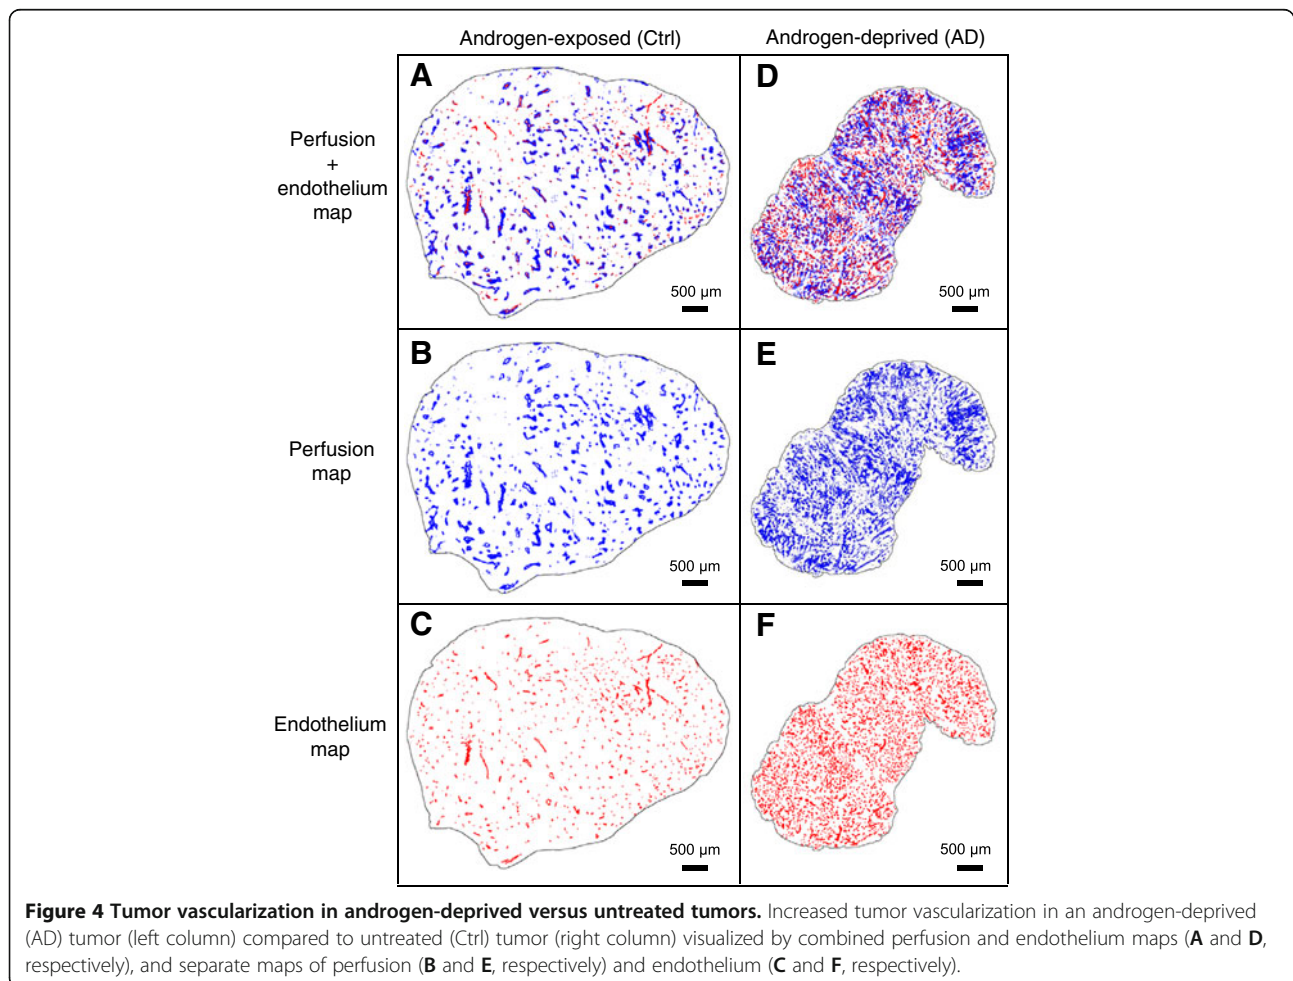 Androgen-exposed (Ctrl)
Androgen-deprived (AD)
A
D
Perfusion
+
endothelium
map
500 µm
500 µm
B
E
Perfusion
map
500 µm
500 µm
C
F
Endothelium
map
500 µm
500 µm
Figure 4 Tumor vascularization in androgen-deprived versus untreated tumors. Increased tumor vascularization in an androgen-deprived
(AD) tumor (left column) compared to untreated (Ctrl) tumor (right column) visualized by combined perfusion and endothelium maps (A and D,
respectively), and separate maps of perfusion (B and E, respectively) and endothelium (C and F, respectively).